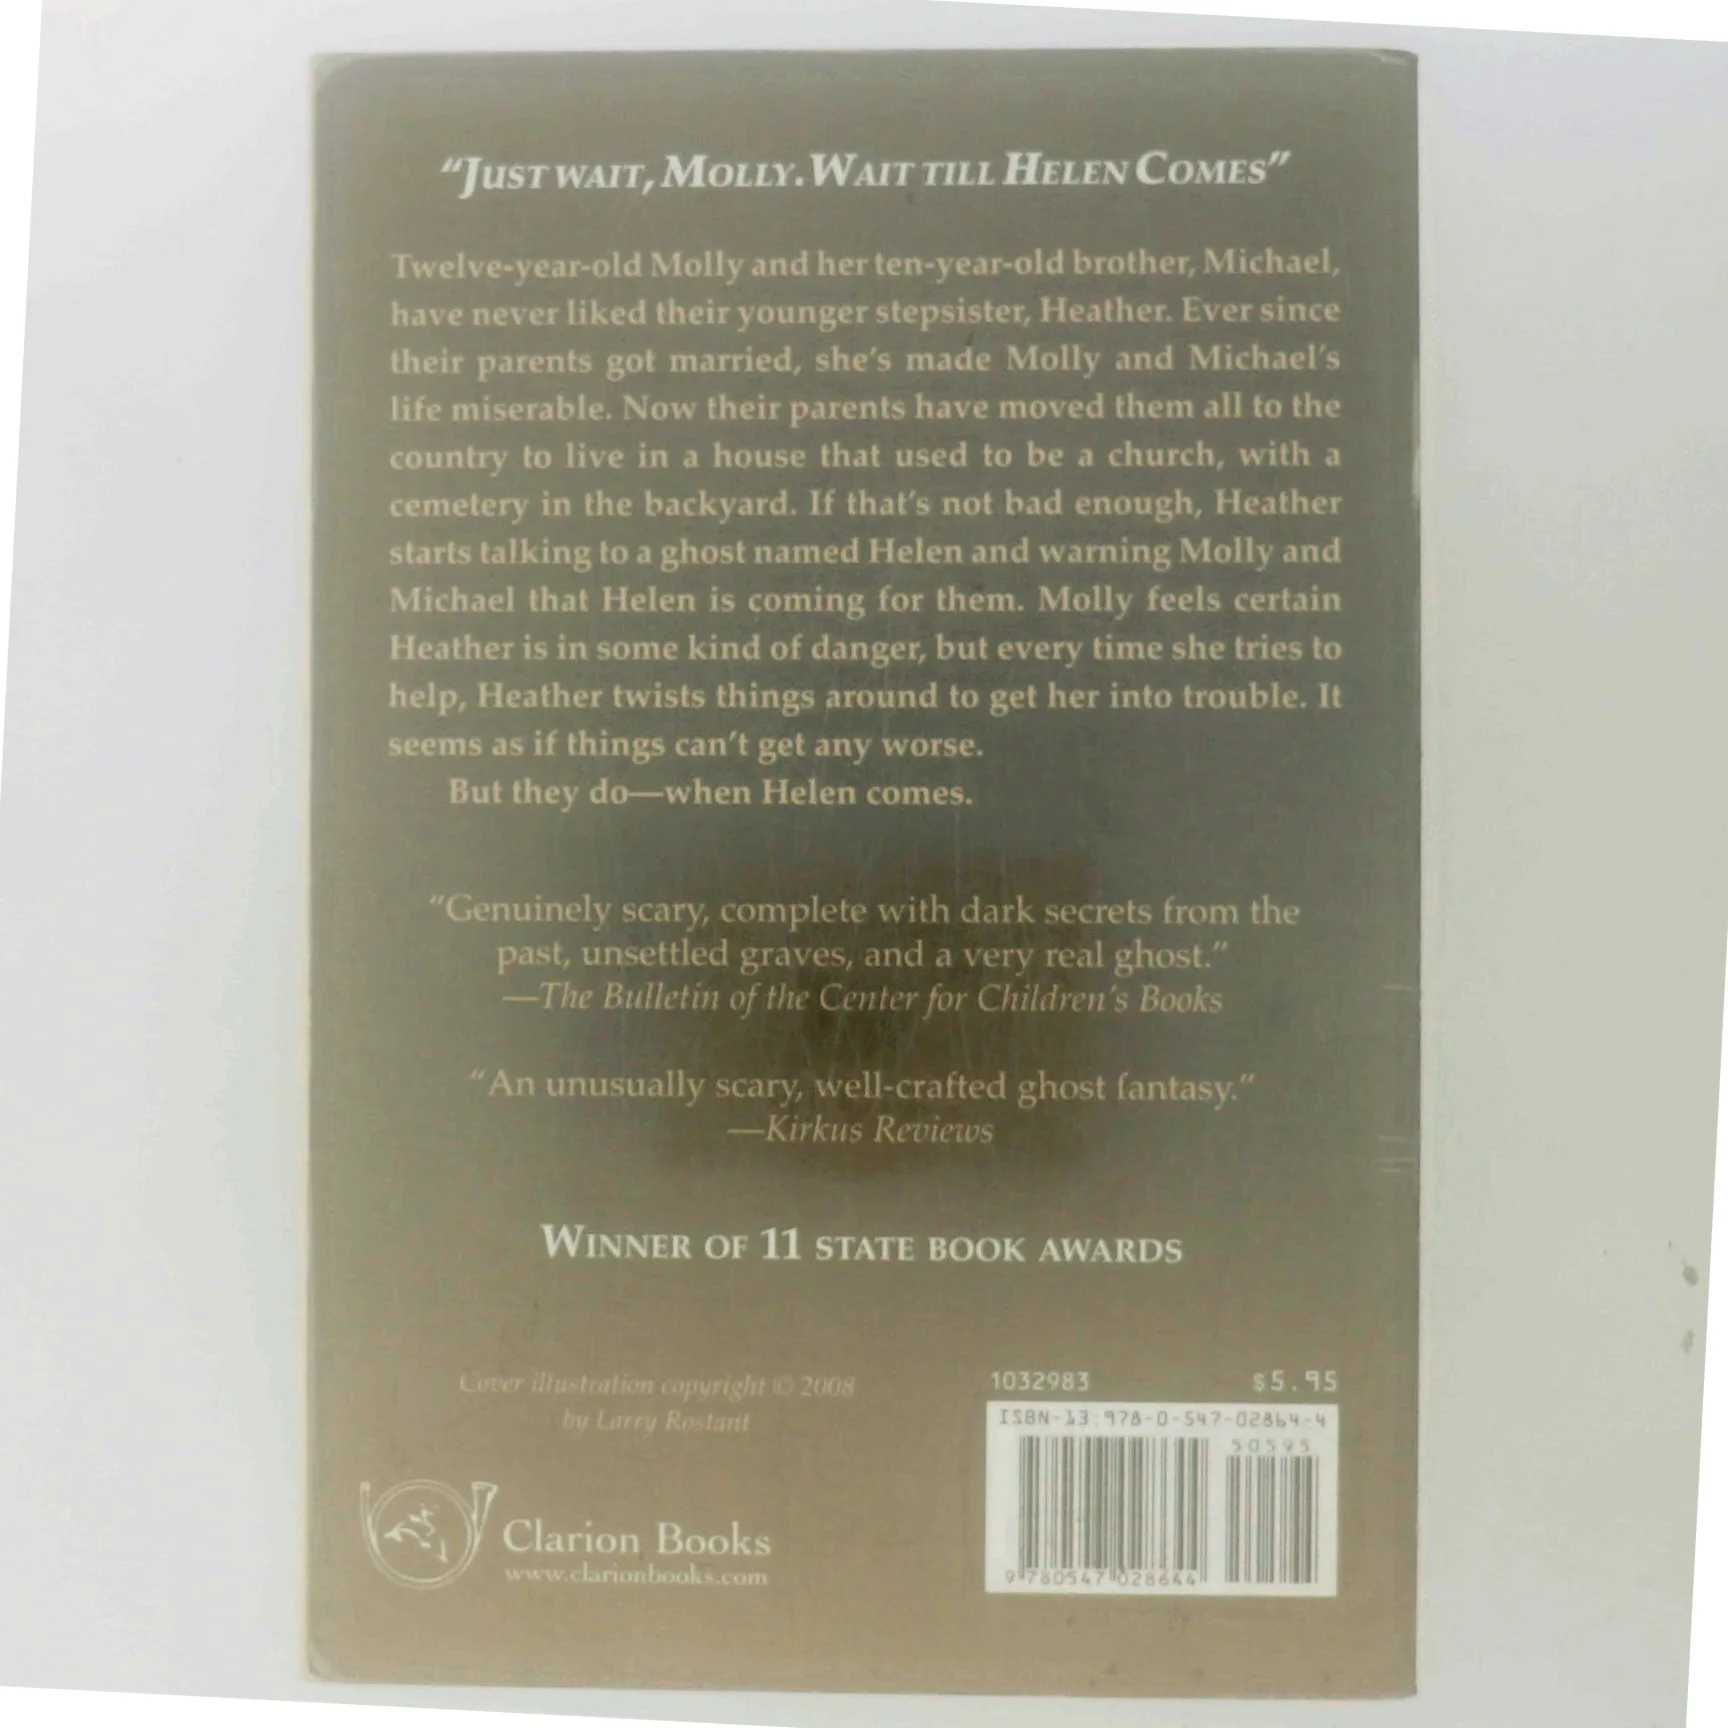 “JUST WAIT, MOLLY. WAIT TILL HELEN COMES”
Twelve-year-old Molly and her ten-year-old brother, Michael,
have never liked their younger stepsister, Heather. Ever since
their parents got married, she’s made Molly and Michael’s
life miserable. Now their parents have moved them all to the
country to live in a house that used to be a church, with a
cemetery in the backyard. If that’s not bad enough, Heather
starts talking to a ghost named Helen and warning Molly and
Michael that Helen is coming for them. Molly feels certain
Heather is in some kind of danger, but every time she tries to
help, Heather twists things around to get her into trouble. It
seems as if things can’t get any worse.
But they do—when Helen comes.
“Genuinely scary, complete with dark secrets from the
past, unsettled graves, and a very real ghost.”
—The Bulletin of the Center for Children’s Books
“An unusually scary, well-crafted ghost fantasy.”
—Kirkus Reviews
WINNER OF 11 STATE BOOK AWARDS
Cover illustration copyright © 2008
by Larry Rostant
Clarion Books
www.clarionbooks.com
1032983 $5.95
ISBN-13:978-0-547-02864-4
50595
9 780547 028644